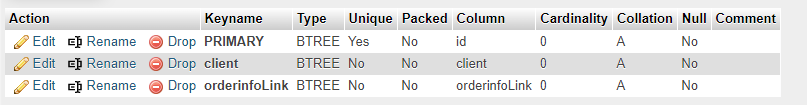 Action Keyname Type Unique Packed Column Cardinality Collation Null Comment
Edit Rename Drop PRIMARY BTREE Yes No id 0 A No
Edit Rename Drop client BTREE No No client 0 A No
Edit Rename Drop orderinfoLink BTREE No No orderinfoLink 0 A No